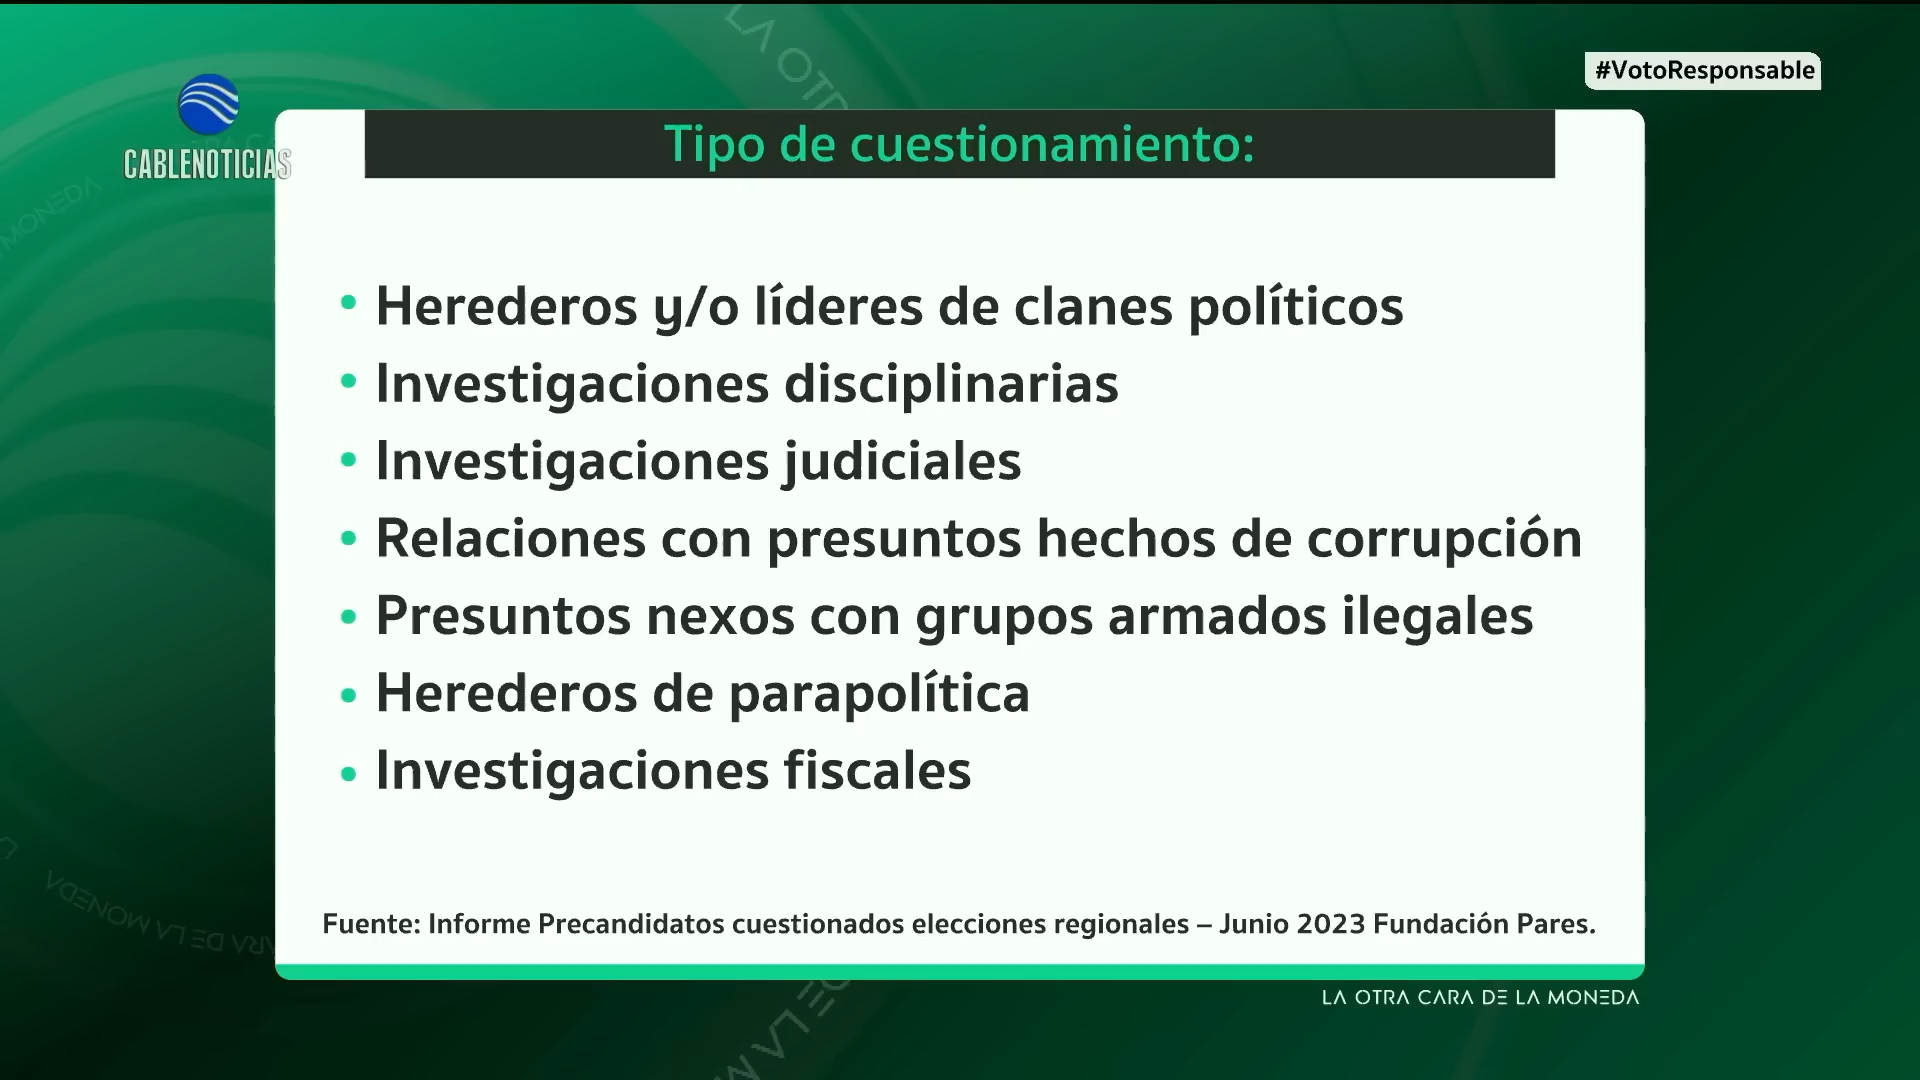 #VotoResponsable
CABLENOTICIAS
Tipo de cuestionamiento:
• Herederos y/o líderes de clanes políticos
• Investigaciones disciplinarias
• Investigaciones judiciales
• Relaciones con presuntos hechos de corrupción
• Presuntos nexos con grupos armados ilegales
• Herederos de parapolítica
• Investigaciones fiscales
Fuente: Informe Precandidatos cuestionados elecciones regionales – Junio 2023 Fundación Pares.
LA OTRA CARA DE LA MONEDA